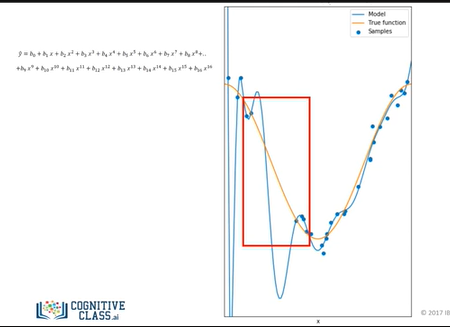 ŷ = b₀ + b₁ x + b₂ x² + b₃ x³ + b₄ x⁴ + b₅ x⁵ + b₆ x⁶ + b₇ x⁷ + b₈ x⁸+..
+b₉ x⁹ + b₁₀ x¹⁰ + b₁₁ x¹¹ + b₁₂ x¹² + b₁₃ x¹³ + b₁₄ x¹⁴ + b₁₅ x¹⁵ + b₁₆ x¹⁶
Model
True function
Samples
x
COGNITIVE
CLASS.ai
© 2017 IB